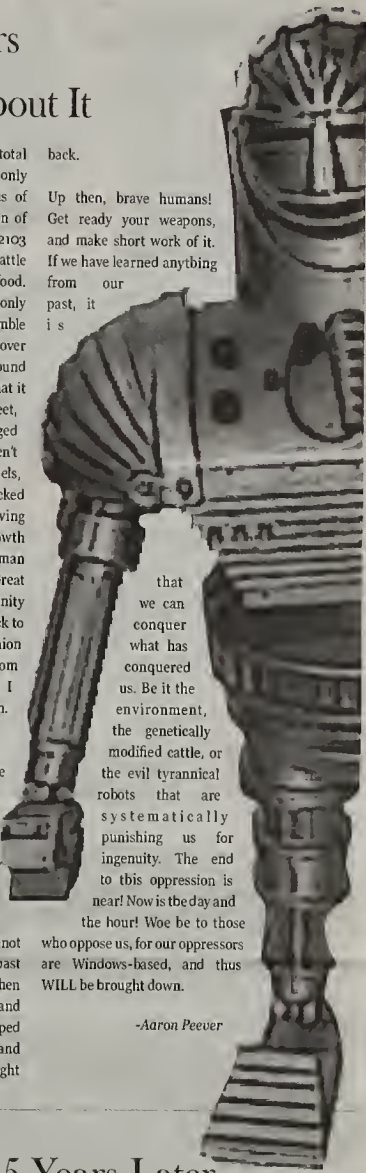 rs
bout It
total
only
s of
n of
2103
attle
ood.
only
mble
over
ound
at it
eet,
ged
en't
els,
cked
ving
wth
man
reat
nity
k to
nion
om
I
n.
e
not
past
hen
and
ped
and
ght
back.
Up then, brave humans!
Get ready your weapons,
and make short work of it.
If we have learned anything
from our
past, it
i s
that
we can
conquer
what has
conquered
us. Be it the
environment,
the genetically
modified cattle, or
the evil tyrannical
robots that are
systematically
punishing us for
ingenuity. The end
to this oppression is
near! Now is the day and
the hour! Woe be to those
who oppose us, for our oppressors
are Windows-based, and thus
WILL be brought down.
-Aaron Peever
5 Years Later